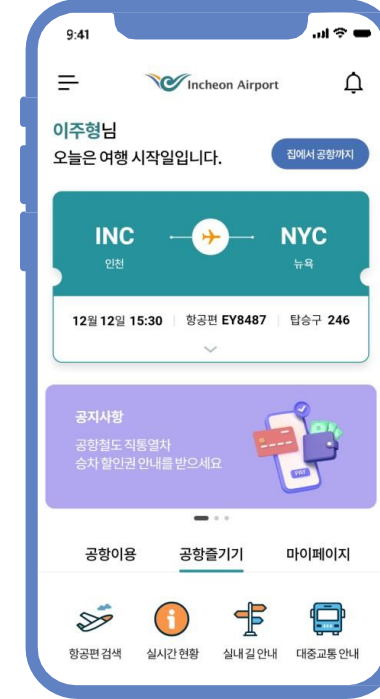 9:41
Incheon Airport
이주형님
오늘은 여행 시작일입니다.
집에서 공항까지
INC NYC
인천 뉴욕
12월 12일 15:30 항공편 EY8487 탑승구 246
공지사항
공항철도 직통열차
승차 할인권 안내를 받으세요
PAY
공항이용 공항즐기기 마이페이지
항공편 검색 실시간 현황 실내 길 안내 대중교통 안내